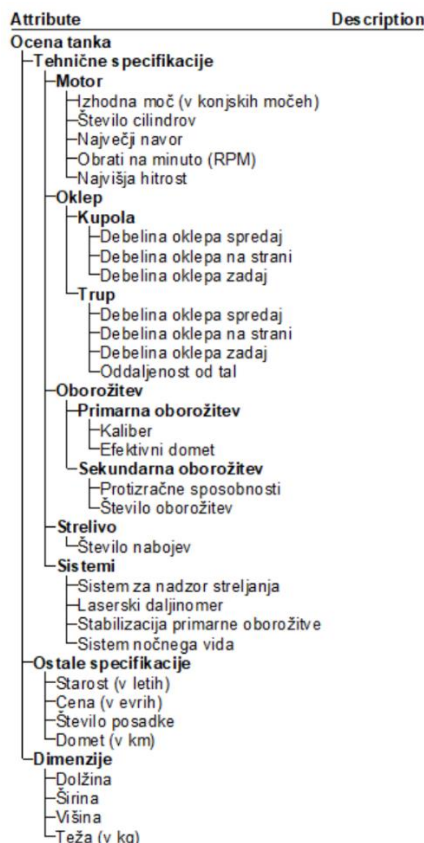 Attribute Description
Ocena tanka
Tehnične specifikacije
Motor
Izhodna moč (v konjskih močeh)
Število cilindrov
Največji navor
Obrati na minuto (RPM)
Najvišja hitrost
Oklep
Kupola
Debelina oklepa spredaj
Debelina oklepa na strani
Debelina oklepa zadaj
Trup
Debelina oklepa spredaj
Debelina oklepa na strani
Debelina oklepa zadaj
Oddaljenost od tal
Oborožitev
Primarna oborožitev
Kaliber
Efektivni domet
Sekundarna oborožitev
Protizračne sposobnosti
Število oborožitev
Strelivo
Število nabojev
Sistemi
Sistem za nadzor streljanja
Laserski daljinomer
Stabilizacija primarne oborožitve
Sistem nočnega vida
Ostale specifikacije
Starost (v letih)
Cena (v evrih)
Število posadke
Domet (v km)
Dimenzije
Dolžina
Širina
Višina
Teža (v kg)